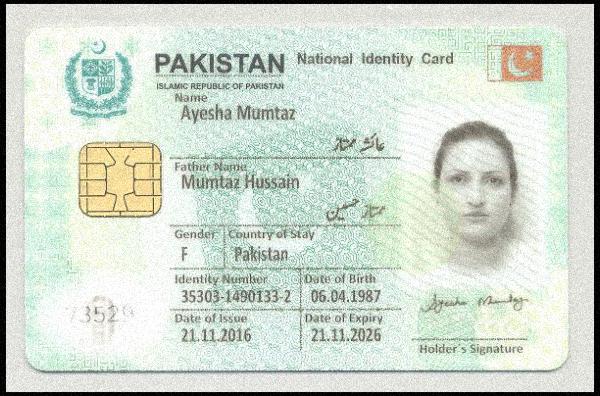 PAKISTAN National Identity Card
ISLAMIC REPUBLIC OF PAKISTAN
Name
Ayesha Mumtaz
عائشہ ممتاز
Father Name
Mumtaz Hussain
ممتاز حسین
Gender Country of Stay
F Pakistan
Identity Number Date of Birth
35303-1490133-2 06.04.1987
Date of Issue Date of Expiry
21.11.2016 21.11.2026
73529
Ayesha Mumtaz
Holder's Signature